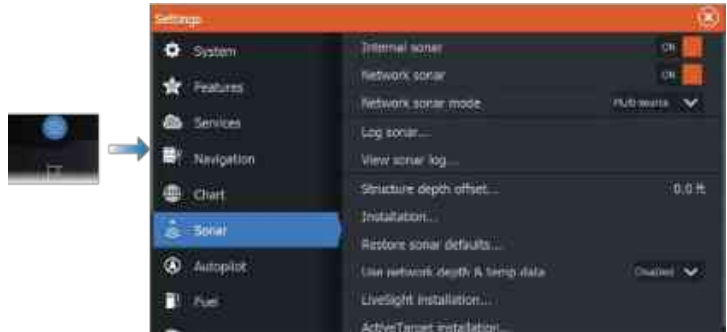 Settings
System
Features
Services
Navigation
Chart
Sonar
Autopilot
Fuel
Internal sonar ON
Network sonar ON
Network sonar mode Multi-source
Log sonar...
View sonar log...
Structure depth offset... 0.0 ft
Installation...
Restore sonar defaults...
Use network depth & temp data Disabled
LiveSight installation...
ActiveTarget installation...